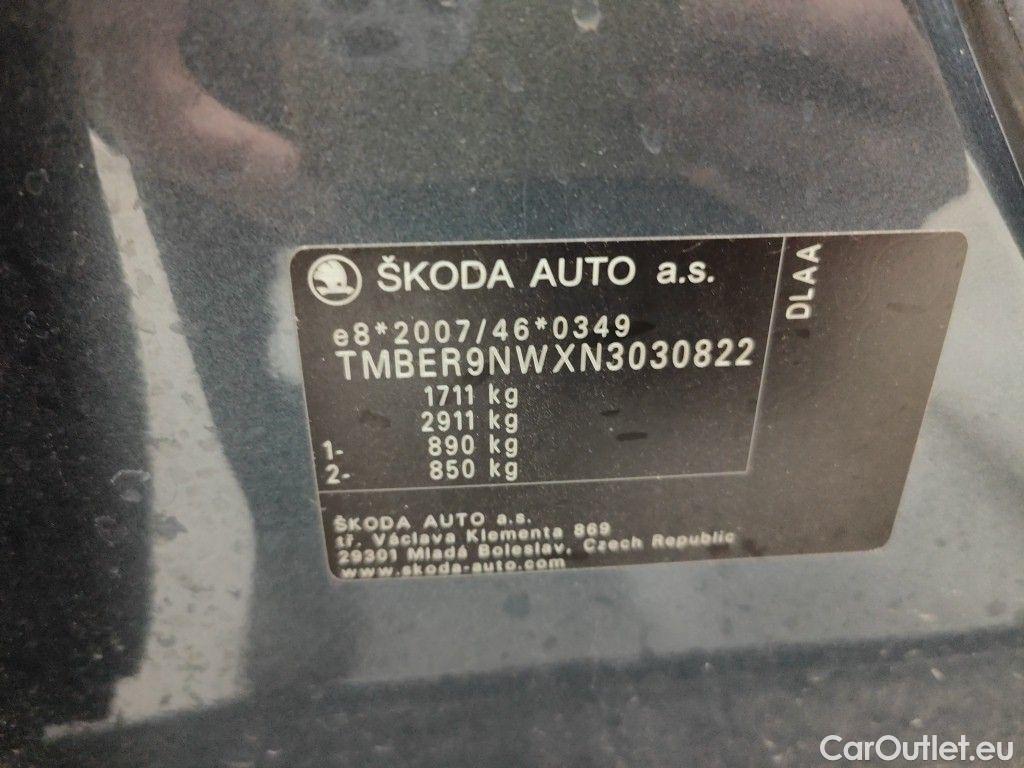 ŠKODA AUTO a.s.
DLAA
e8*2007/46*0349
TMBER9NWXN3030822
1711 kg
2911 kg
1- 890 kg
2- 850 kg
ŠKODA AUTO a.s.
tř. Václava Klementa 869
29301 Mladá Boleslav, Czech Republic
www.skoda-auto.com
CarOutlet.eu